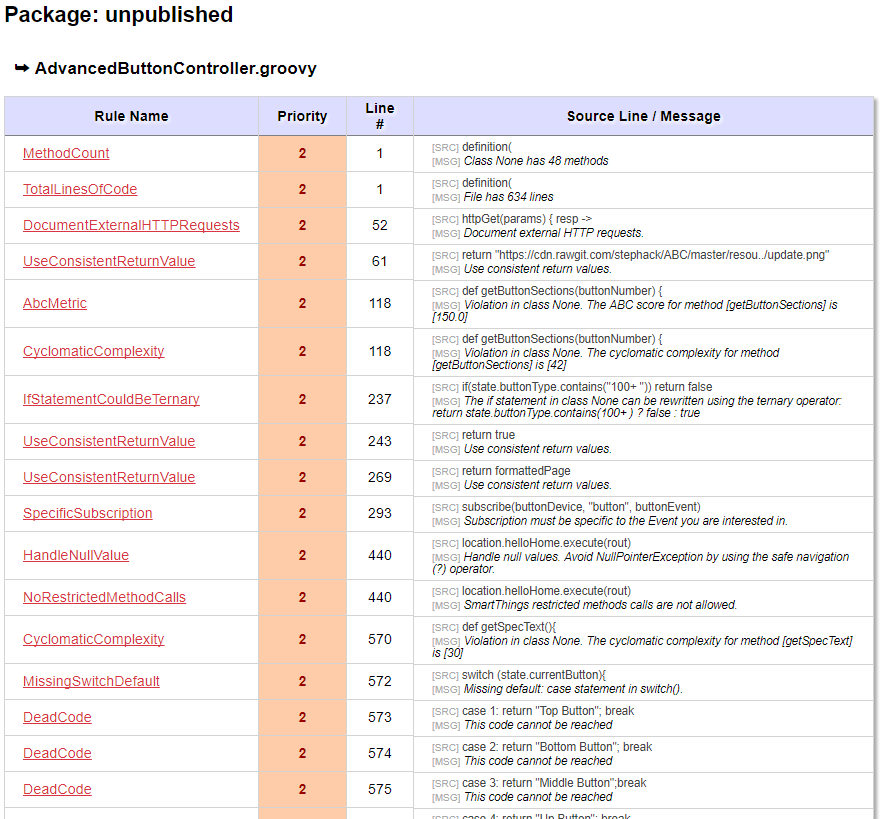 Package: unpublished
➥ AdvancedButtonController.groovy
Rule Name Priority Line # Source Line / Message
MethodCount 2 1 [SRC] definition(
[MSG] Class None has 48 methods
TotalLinesOfCode 2 1 [SRC] definition(
[MSG] File has 634 lines
DocumentExternalHTTPRequests 2 52 [SRC] httpGet(params) { resp ->
[MSG] Document external HTTP requests.
UseConsistentReturnValue 2 61 [SRC] return "https://cdn.rawgit.com/stephack/ABC/master/resou../update.png"
[MSG] Use consistent return values.
AbcMetric 2 118 [SRC] def getButtonSections(buttonNumber) {
[MSG] Violation in class None. The ABC score for method [getButtonSections] is
[150.0]
CyclomaticComplexity 2 118 [SRC] def getButtonSections(buttonNumber) {
[MSG] Violation in class None. The cyclomatic complexity for method
[getButtonSections] is [42]
IfStatementCouldBeTernary 2 237 [SRC] if(state.buttonType.contains("100+ ")) return false
[MSG] The if statement in class None can be rewritten using the ternary operator:
return state.buttonType.contains(100+ ) ? false : true
UseConsistentReturnValue 2 243 [SRC] return true
[MSG] Use consistent return values.
UseConsistentReturnValue 2 269 [SRC] return formattedPage
[MSG] Use consistent return values.
SpecificSubscription 2 293 [SRC] subscribe(buttonDevice, "button", buttonEvent)
[MSG] Subscription must be specific to the Event you are interested in.
HandleNullValue 2 440 [SRC] location.helloHome.execute(rout)
[MSG] Handle null values. Avoid NullPointerException by using the safe navigation
(?) operator.
NoRestrictedMethodCalls 2 440 [SRC] location.helloHome.execute(rout)
[MSG] SmartThings restricted methods calls are not allowed.
CyclomaticComplexity 2 570 [SRC] def getSpecText(){
[MSG] Violation in class None. The cyclomatic complexity for method [getSpecText]
is [30]
MissingSwitchDefault 2 572 [SRC] switch (state.currentButton){
[MSG] Missing default: case statement in switch().
DeadCode 2 573 [SRC] case 1: return "Top Button"; break
[MSG] This code cannot be reached
DeadCode 2 574 [SRC] case 2: return "Bottom Button"; break
[MSG] This code cannot be reached
DeadCode 2 575 [SRC] case 3: return "Middle Button";break
[MSG] This code cannot be reached
[SRC] case 4: return "Up Button"; break